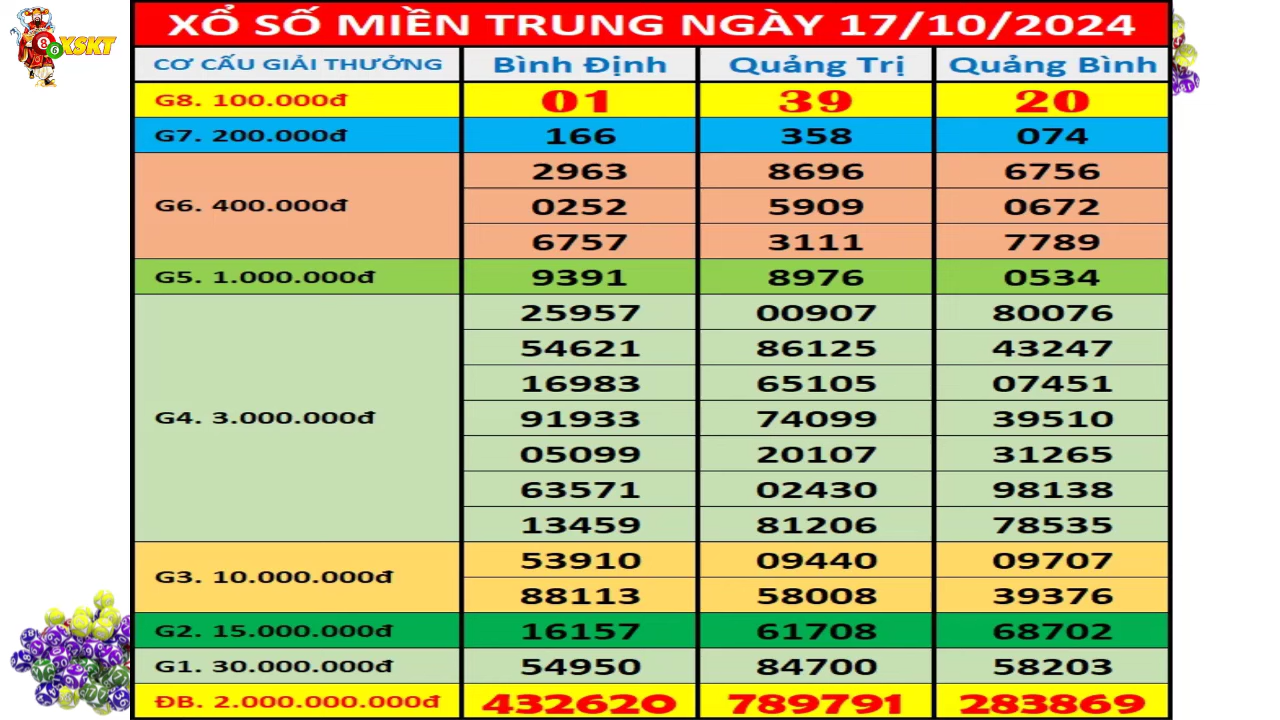 XSKT
XỔ SỐ MIỀN TRUNG NGÀY 17/10/2024
CƠ CẤU GIẢI THƯỞNG Bình Định Quảng Trị Quảng Bình
G8. 100.000đ 01 39 20
G7. 200.000đ 166 358 074
2963 8696 6756
G6. 400.000đ 0252 5909 0672
6757 3111 7789
G5. 1.000.000đ 9391 8976 0534
25957 00907 80076
54621 86125 43247
16983 65105 07451
G4. 3.000.000đ 91933 74099 39510
05099 20107 31265
63571 02430 98138
13459 81206 78535
G3. 10.000.000đ 53910 09440 09707
88113 58008 39376
G2. 15.000.000đ 16157 61708 68702
G1. 30.000.000đ 54950 84700 58203
ĐB. 2.000.000.000đ 432620 789791 283869